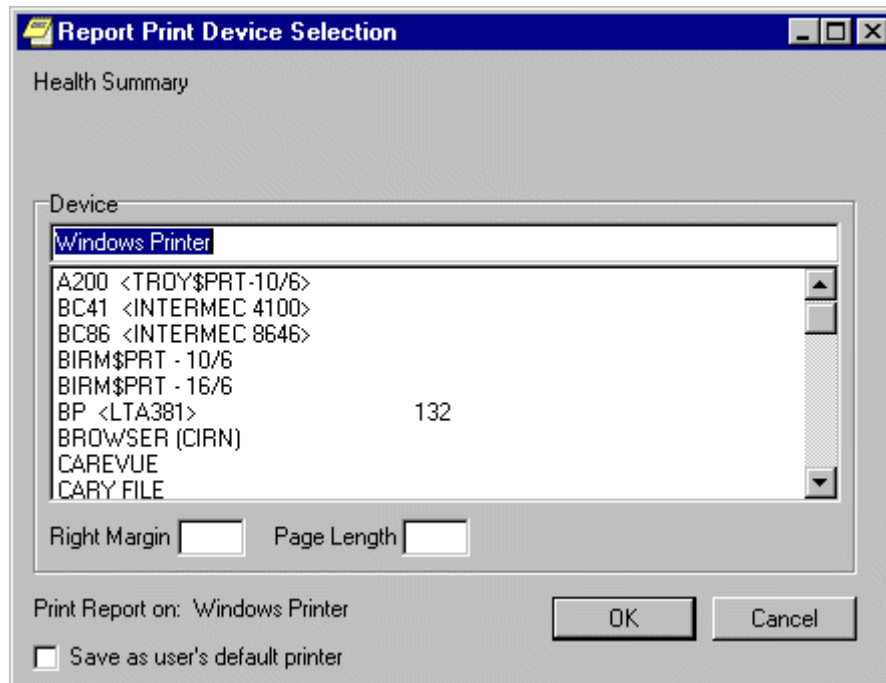 Report Print Device Selection
Health Summary
Device
Windows Printer
A200 <TROY$PRT-10/6>
BC41 <INTERMEC 4100>
BC86 <INTERMEC 8646>
BIRM$PRT - 10/6
BIRM$PRT - 16/6
BP <LTA381> 132
BROWSER (CIRN)
CAREVUE
CARY FILE
Right Margin Page Length
Print Report on: Windows Printer OK Cancel
Save as user's default printer